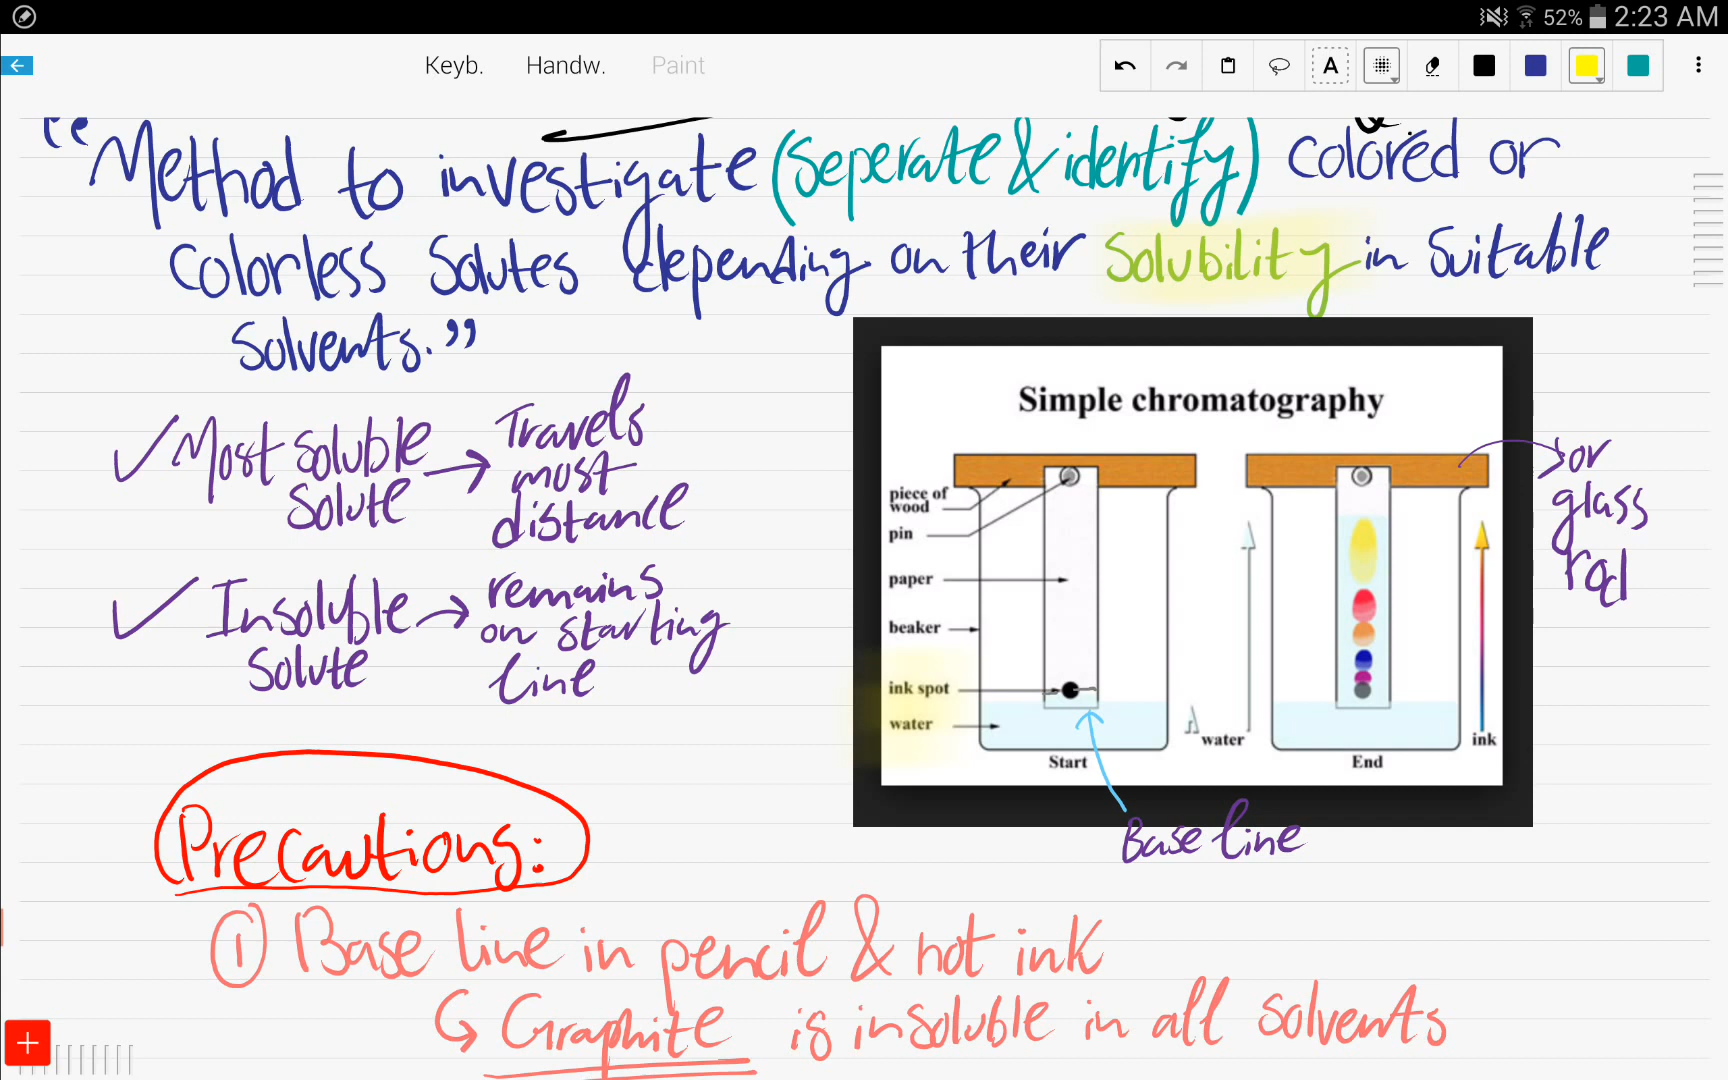 52% 2:23 AM
Keyb. Handw. Paint
A
“Method to investigate (Seperate & identify) colored or
colorless solutes depending on their Solubility in suitable
solvents.”
✓ Most soluble solute → Travels most distance
✓ Insoluble solute → remains on starting line
Simple chromatography
piece of
wood
pin
paper
beaker
ink spot
water
Start
water
End
ink
or
glass
rod
Base line
Precautions:
① Base line in pencil & not ink
↳ Graphite is insoluble in all solvents